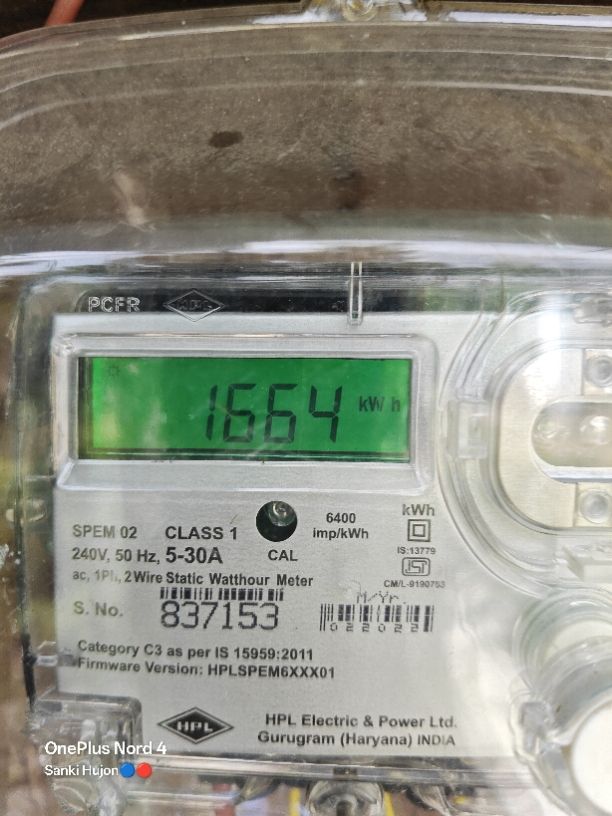 PCFR HPL
1664 kWh
SPEM 02 CLASS 1
240V, 50 Hz, 5-30A
ac, 1Ph., 2Wire Static Watthour Meter
CAL
6400
imp/kWh
kWh
IS:13779
ISI
CM/L-9190753
S. No. 837153
M/Yr.
022022
Category C3 as per IS 15959:2011
Firmware Version: HPLSPEM6XXX01
HPL
HPL Electric & Power Ltd.
Gurugram (Haryana) INDIA
OnePlus Nord 4
Sanki Hujon🔵🔴